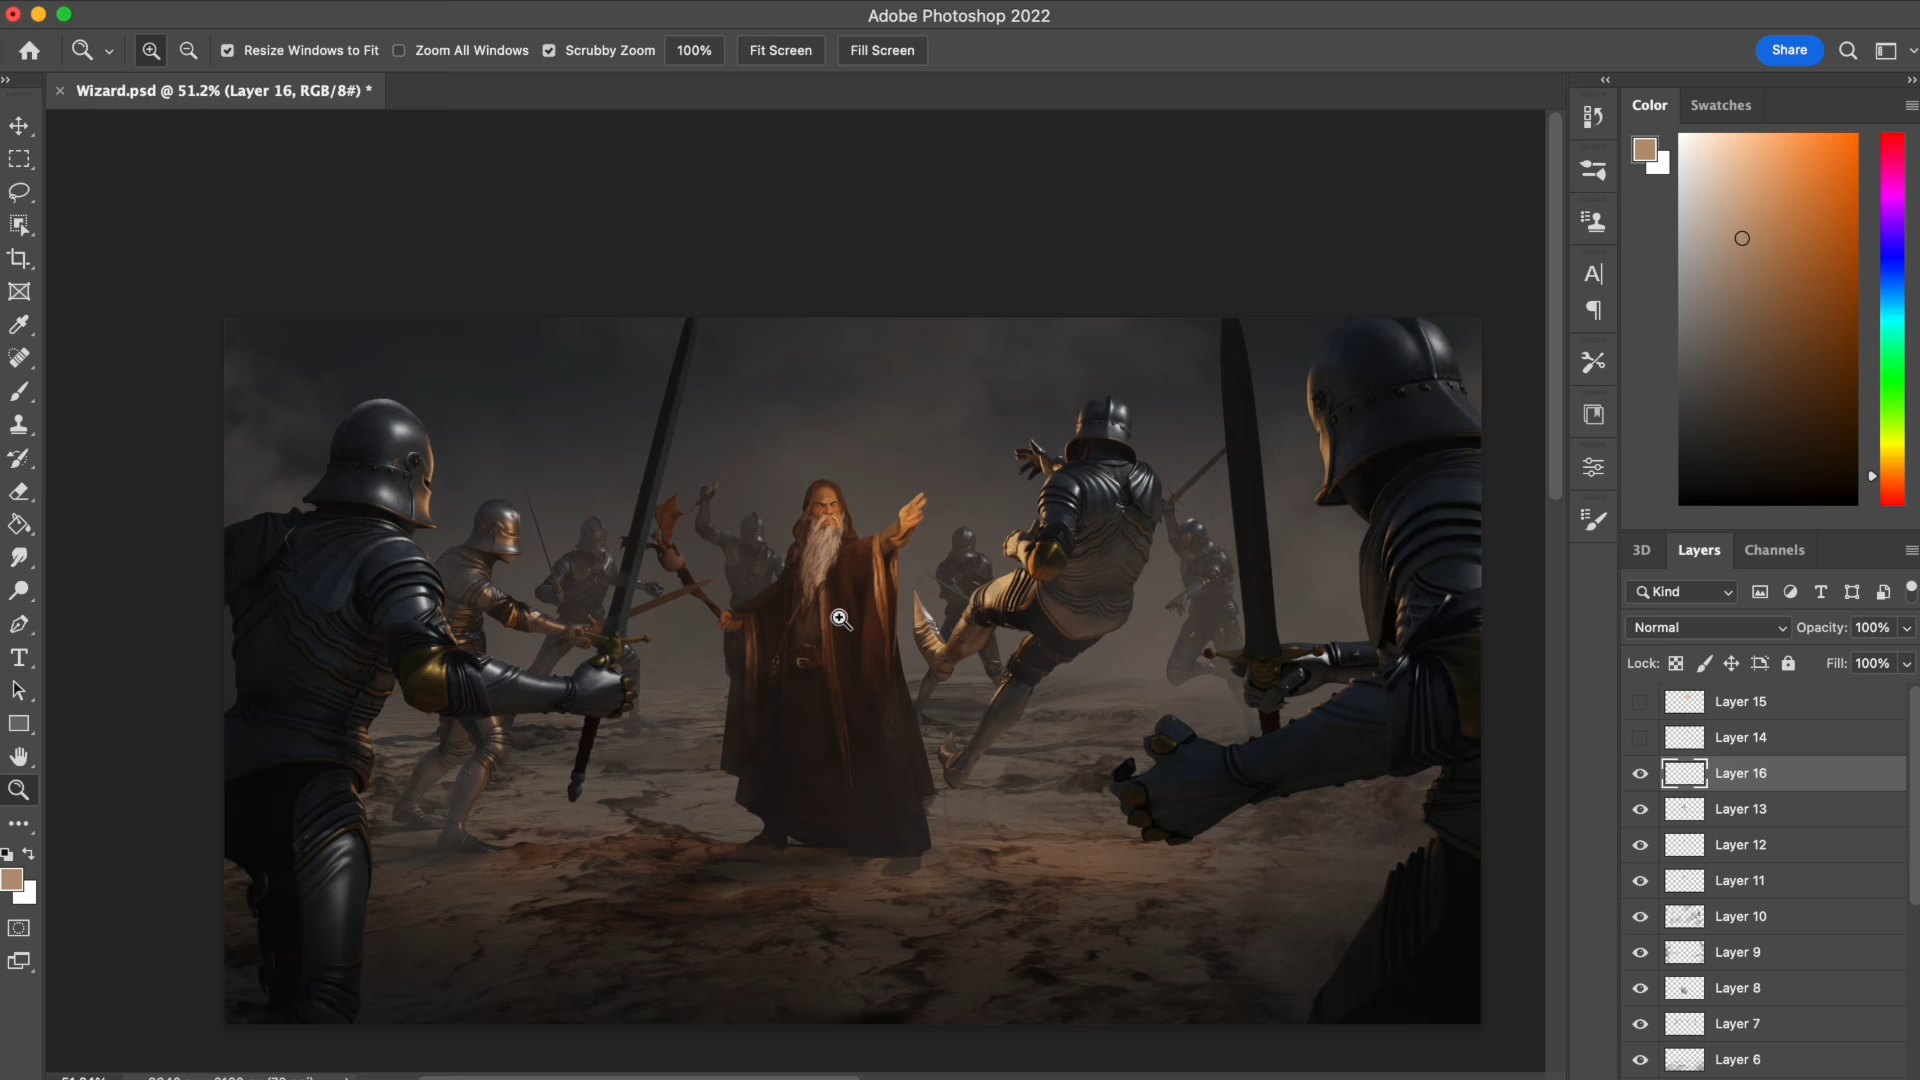 Adobe Photoshop 2022
Resize Windows to Fit Zoom All Windows Scrubby Zoom 100% Fit Screen Fill Screen Share
Wizard.psd @ 51.2% (Layer 16, RGB/8#) *
Color Swatches
3D Layers Channels
Kind
Normal Opacity: 100%
Lock: Fill: 100%
Layer 15
Layer 14
Layer 16
Layer 13
Layer 12
Layer 11
Layer 10
Layer 9
Layer 8
Layer 7
Layer 6